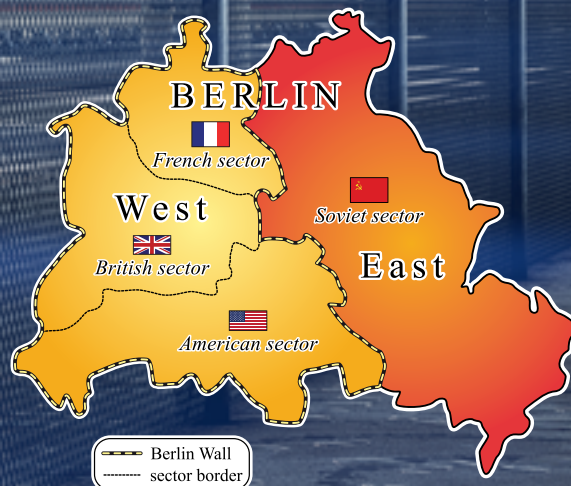 BERLIN
French sector
West
British sector
Soviet sector
East
American sector
Berlin Wall
sector border